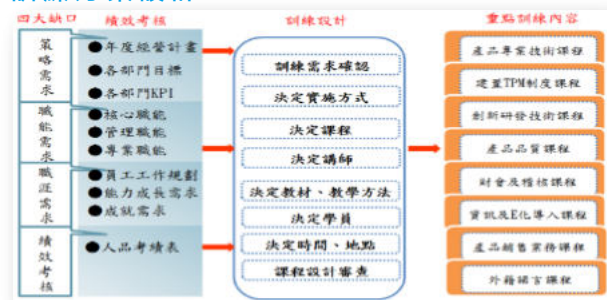 四大缺口
績效考核
訓練設計
重點訓練內容
策略需求
●年度經營計畫
●各部門目標
●各部門KPI
職能需求
●核心職能
●管理職能
●專業職能
職涯需求
●員工工作規劃
●能力成長需求
●成就需求
績效考核
●人品考績表
訓練需求確認
決定實施方式
決定課程
決定講師
決定教材、教學方法
決定學員
決定時間、地點
課程設計審查
產品專業技術課程
建置TPM制度課程
創新研發技術課程
產品品質課程
財會及稽核課程
資訊及E化導入課程
產品銷售業務課程
外籍語言課程